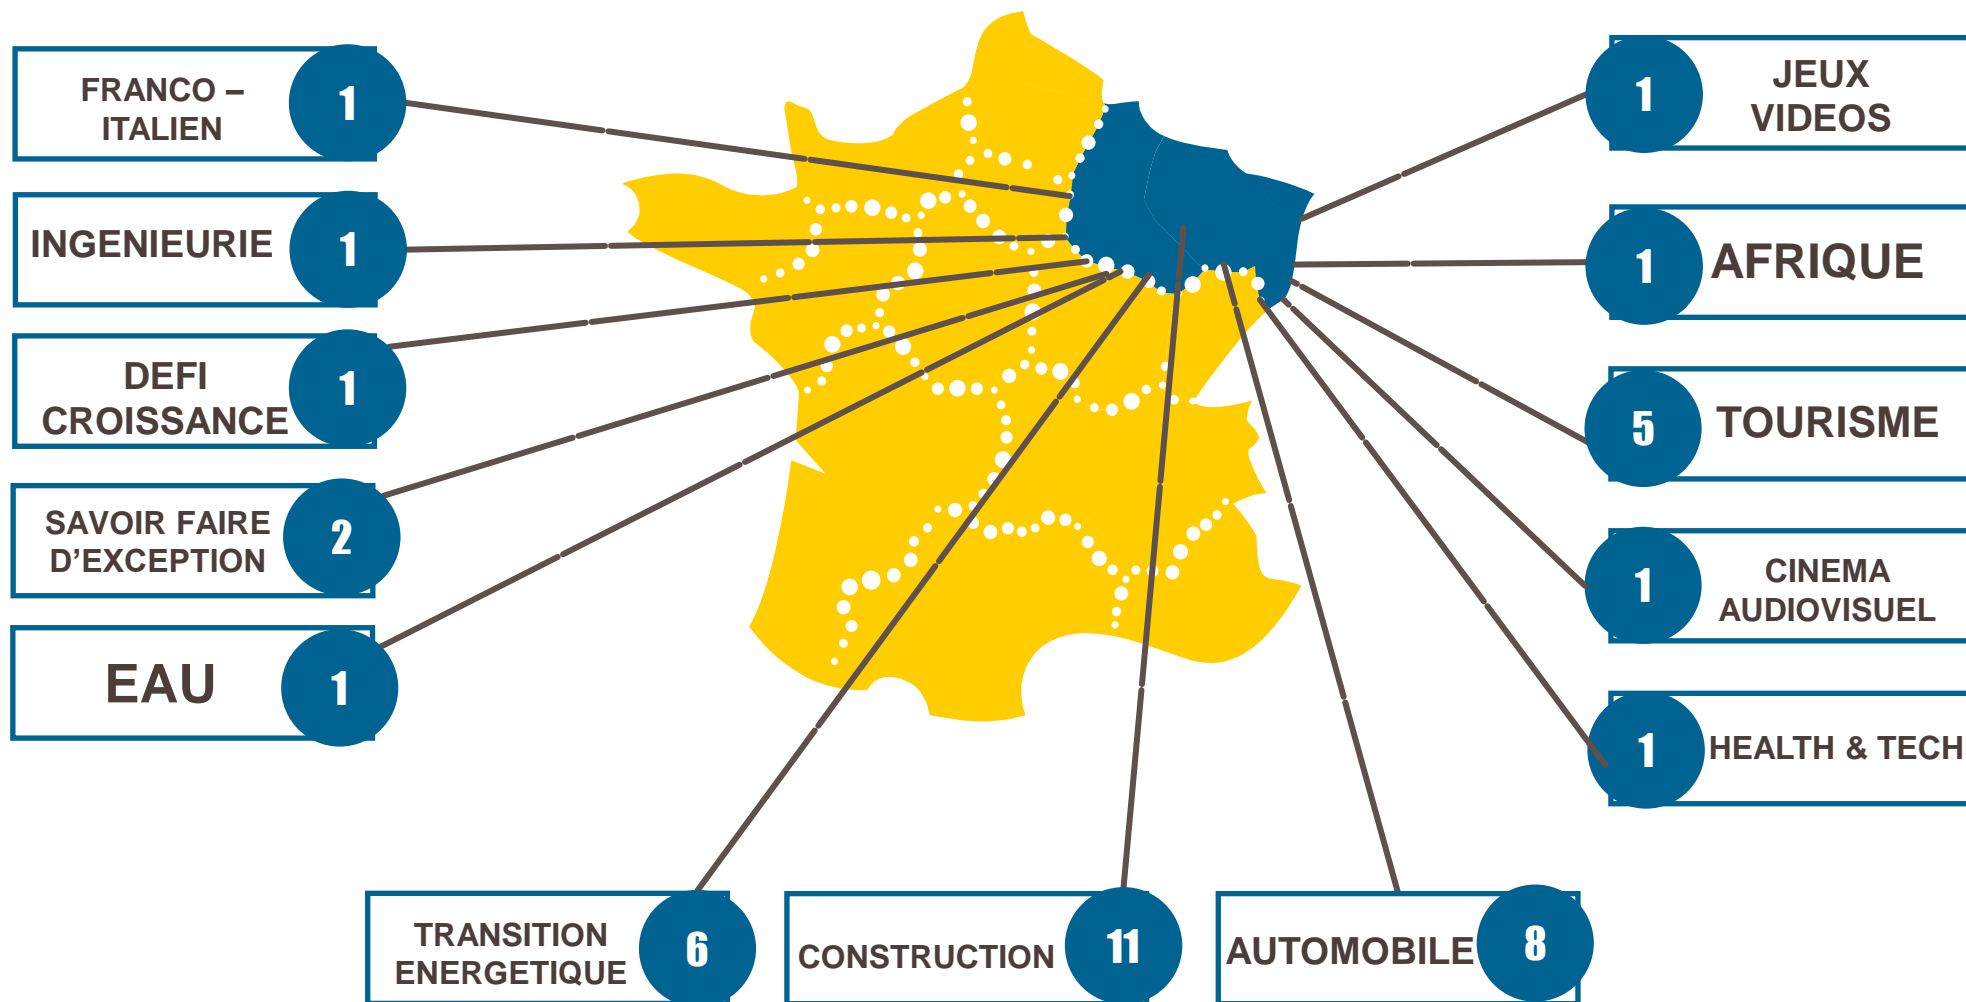 FRANCO –
ITALIEN
1
INGENIEURIE
1
DEFI
CROISSANCE
1
SAVOIR FAIRE
D’EXCEPTION
2
EAU
1
TRANSITION
ENERGETIQUE
6
CONSTRUCTION
11
AUTOMOBILE
8
1
JEUX
VIDEOS
1
AFRIQUE
5
TOURISME
1
CINEMA
AUDIOVISUEL
1
HEALTH & TECH